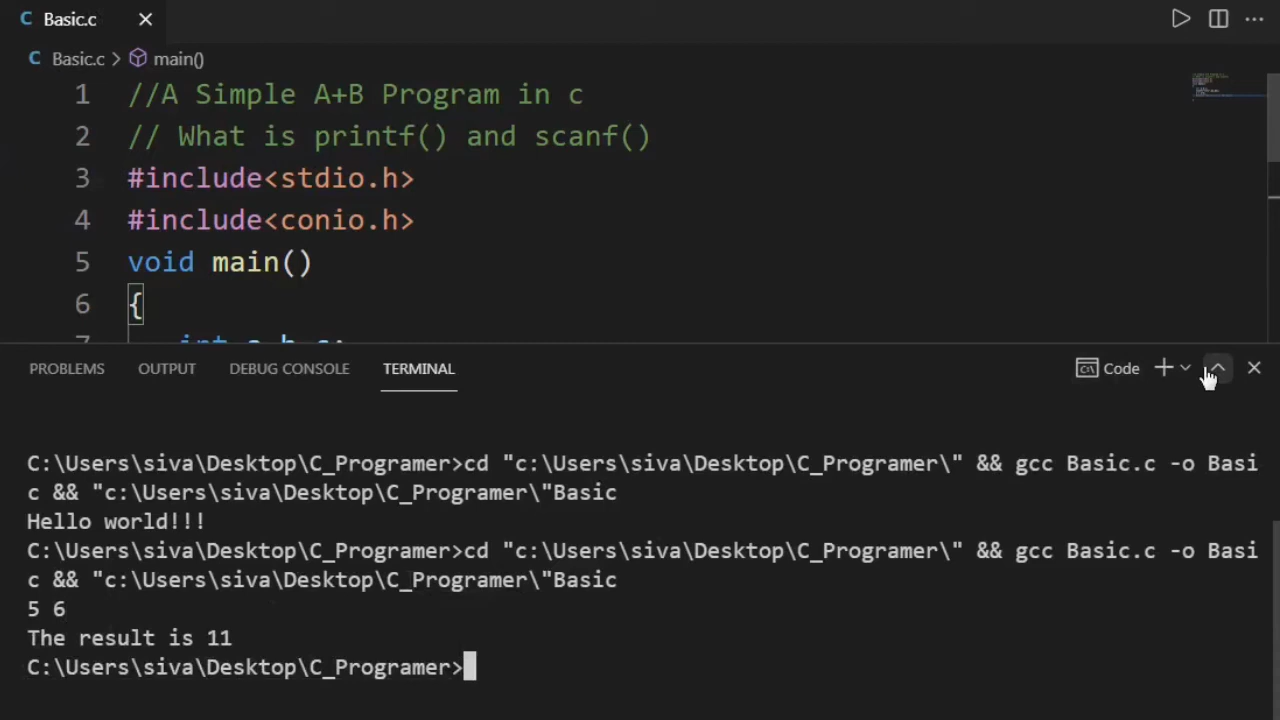 C Basic.c
C Basic.c > main()
1 //A Simple A+B Program in c
2 // What is printf() and scanf()
3 #include<stdio.h>
4 #include<conio.h>
5 void main()
6 {
7 int a,b,c;
PROBLEMS OUTPUT DEBUG CONSOLE TERMINAL Code
C:\Users\siva\Desktop\C_Programer>cd "c:\Users\siva\Desktop\C_Programer\" && gcc Basic.c -o Basi
c && "c:\Users\siva\Desktop\C_Programer\"Basic
Hello world!!!
C:\Users\siva\Desktop\C_Programer>cd "c:\Users\siva\Desktop\C_Programer\" && gcc Basic.c -o Basi
c && "c:\Users\siva\Desktop\C_Programer\"Basic
5 6
The result is 11
C:\Users\siva\Desktop\C_Programer>